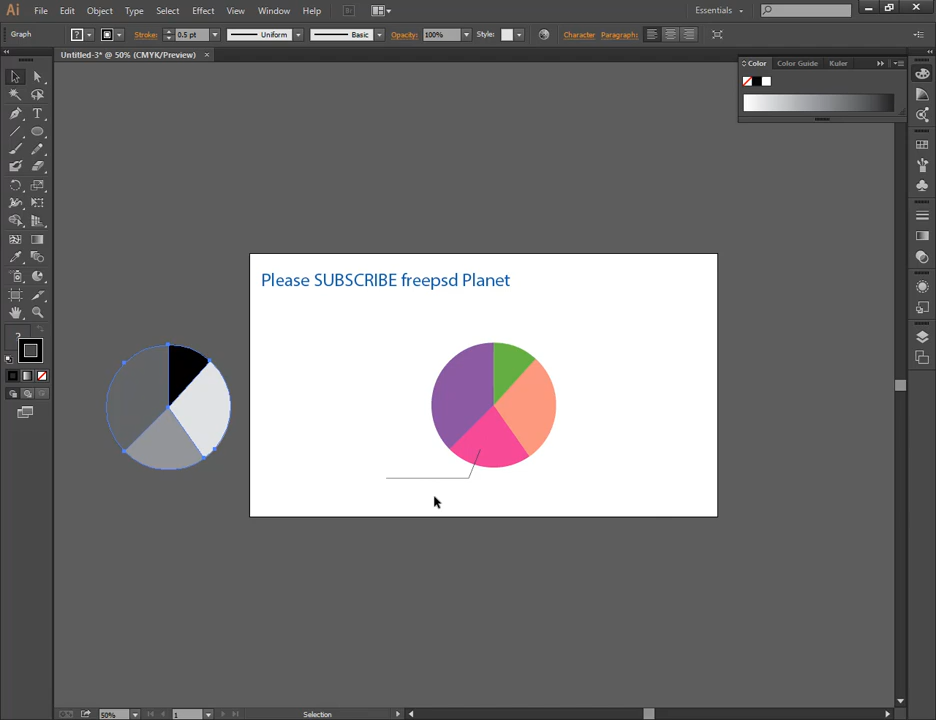 Ai File Edit Object Type Select Effect View Window Help Br Essentials
Graph ? Stroke: 0.5 pt Uniform Basic Opacity: 100% Style: Character Paragraph:
Untitled-3* @ 50% (CMYK/Preview) ×
Color Color Guide Kuler
Please SUBSCRIBE freepsd Planet
?
50% 1 Selection